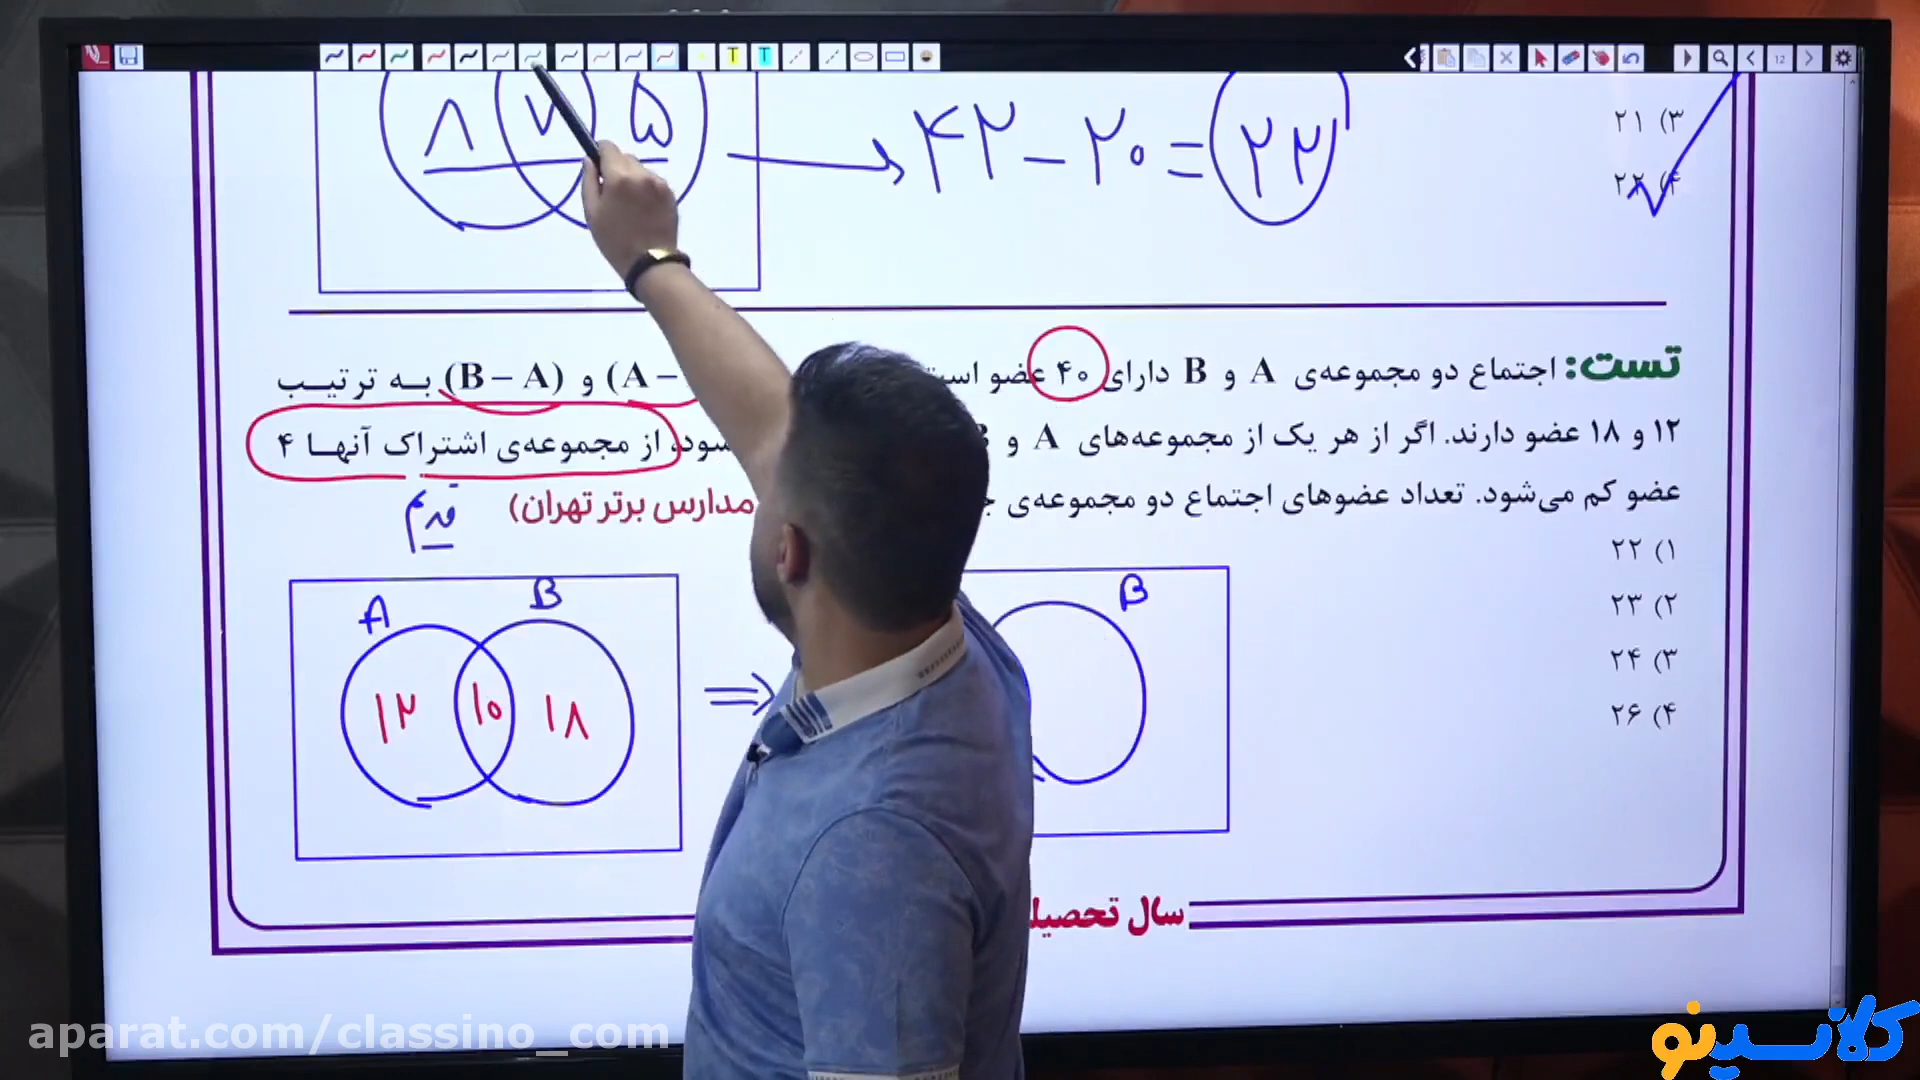 ۸ ۷ ۵ → ۴۲ − ۲۰ = ۲۲
۳) ۲۱
۴) ۲۲
تست: اجتماع دو مجموعه‌ی A و B دارای ۴۰ عضو است (A − و (B − A) به ترتیب
۱۲ و ۱۸ عضو دارند. اگر از هر یک از مجموعه‌های A و B شود، از مجموعه‌ی اشتراک آنها ۴
عضو کم می‌شود. تعداد عضوهای اجتماع دو مجموعه‌ی مدارس برتر تهران)
قدیم
۱) ۲۲
۲) ۲۳
۳) ۲۴
۴) ۲۶
A B
۱۲ ۱۰ ۱۸ ⇒
B
سال
aparat.com/classino_com
کلاسینو